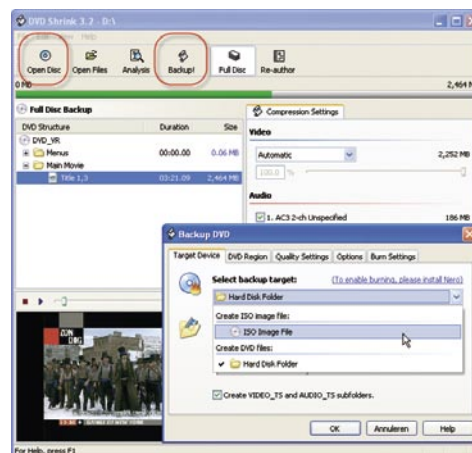 DVD Shrink 3.2 - D:\
File Edit View Help
Open Disc Open Files Analysis Backup! Full Disc Re-author
0 MB 2,464 M
Full Disc Backup Compression Settings
DVD Structure Duration Size
Video
DVD_VR
Menus 00:00.00 0.06 MB
Automatic 2,252 MB
Main Movie
100.0 %
Title 1,3 03:21.09 2,464 MB
Audio
1. AC3 2-ch Unspecified 186 MB
Backup DVD
Target Device DVD Region Quality Settings Options Burn Settings
Select backup target: (To enable burning, please install Nero)
Hard Disk Folder
Create ISO image file:
ISO Image File
Create DVD files:
Hard Disk Folder
Create VIDEO_TS and AUDIO_TS subfolders.
ZON
DOG
OK Annuleren Help
For Help, press F1